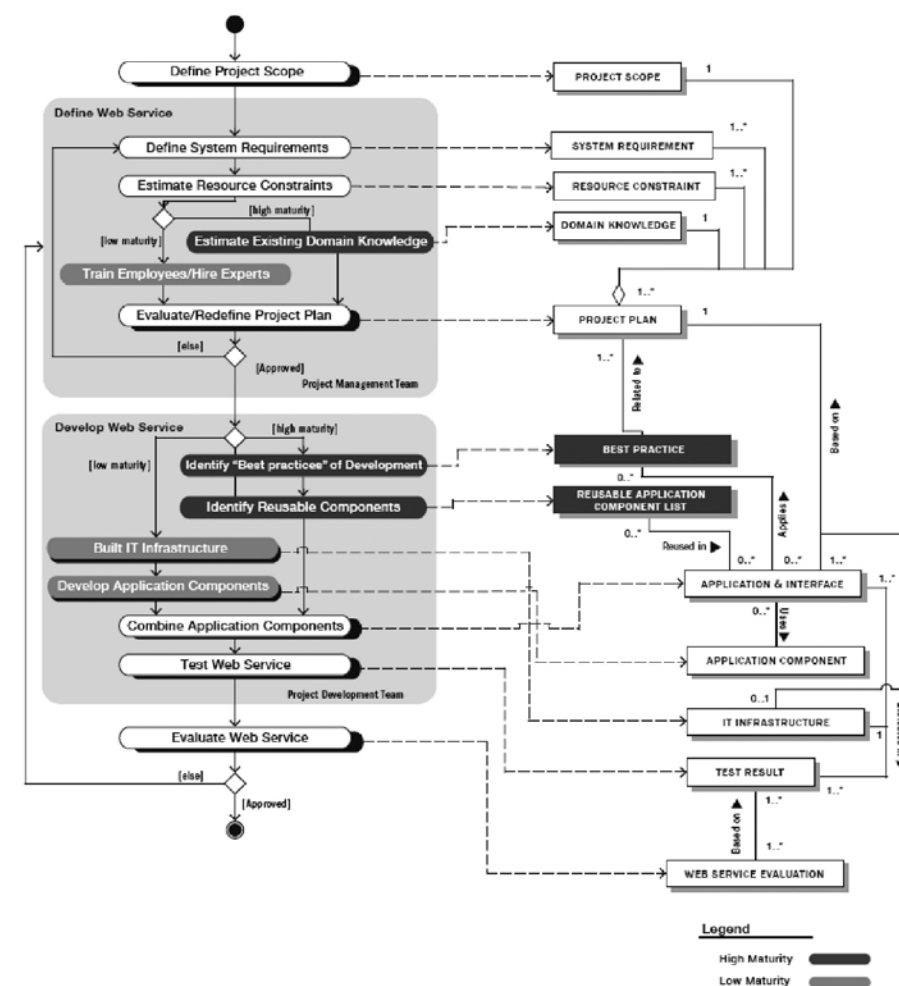 Define Project Scope
PROJECT SCOPE
1
Define Web Service
1..*
Define System Requirements
SYSTEM REQUIREMENT
1..*
Estimate Resource Constraints
RESOURCE CONSTRAINT
[high maturity]
1
[low maturity]
Estimate Existing Domain Knowledge
DOMAIN KNOWLEDGE
Train Employees/Hire Experts
1..*
Evaluate/Redefine Project Plan
PROJECT PLAN
1
[else]
[Approved]
1..*
Project Management Team
Related to
Based on
Develop Web Service
[high maturity]
[low maturity]
Identify "Best practices" of Development
BEST PRACTICE
0..*
Identify Reusable Components
REUSABLE APPLICATION
COMPONENT LIST
Applies
0..*
Reused in
Built IT Infrastructure
0..*
0..*
1..*
Develop Application Components
APPLICATION & INTERFACE
1..*
0..*
Uses
Combine Application Components
Test Web Service
APPLICATION COMPONENT
Project Development Team
0..1
IT INFRASTRUCTURE
1
Evaluate Web Service
[else]
TEST RESULT
1..*
[Approved]
1..*
Based on
1..*
WEB SERVICE EVALUATION
Legend
High Maturity
Low Maturity